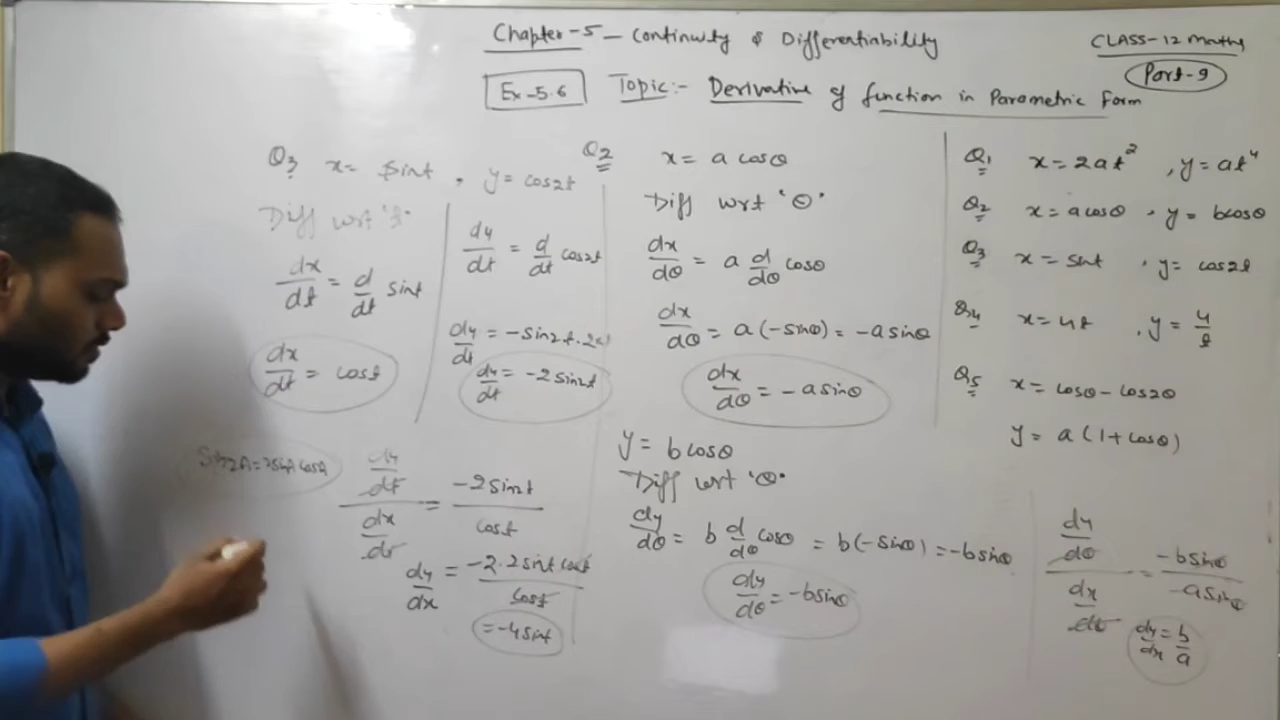 Chapter-5 - Continuity & Differentiability
CLASS-12 maths
Part-9
Ex-5.6
Topic:- Derivative of function in Parametric Form
Q3 x = sint , y = cos2t
Diff wrt 't'
dx/dt = d/dt sint
dx/dt = cost
dy/dt = d/dt cos2t
dy/dt = -sin2t.2
dy/dt = -2sin2t
Sin2A=2sinA cosA
dy/dt / dx/dt = -2sin2t / cost
dy/dx = -2.2sint cost / cost
= -4sint
Q2 x = a cosθ
Diff wrt 'θ'
dx/dθ = a d/dθ cosθ
dx/dθ = a(-sinθ) = -a sinθ
dx/dθ = -a sinθ
y = b cosθ
Diff wrt 'θ'
dy/dθ = b d/dθ cosθ = b(-sinθ) = -b sinθ
dy/dθ = -b sinθ
dy/dθ / dx/dθ = -b sinθ / -a sinθ
dy/dx = b/a
Q1 x = 2at² , y = at⁴
Q2 x = a cosθ , y = b cosθ
Q3 x = sint , y = cos2t
Q4 x = 4t , y = 4/t
Q5 x = cosθ - cos2θ
y = a(1+cosθ)